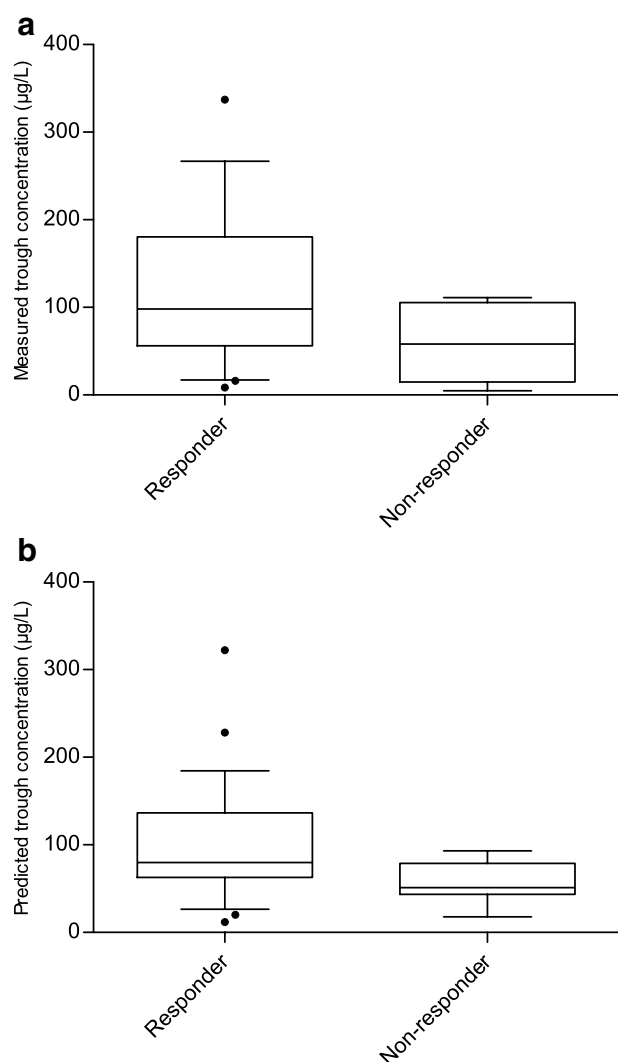 a
400
300
200
100
0
Measured trough concentration (µg/L)
Responder
Non-responder
b
400
300
200
100
0
Predicted trough concentration (µg/L)
Responder
Non-responder